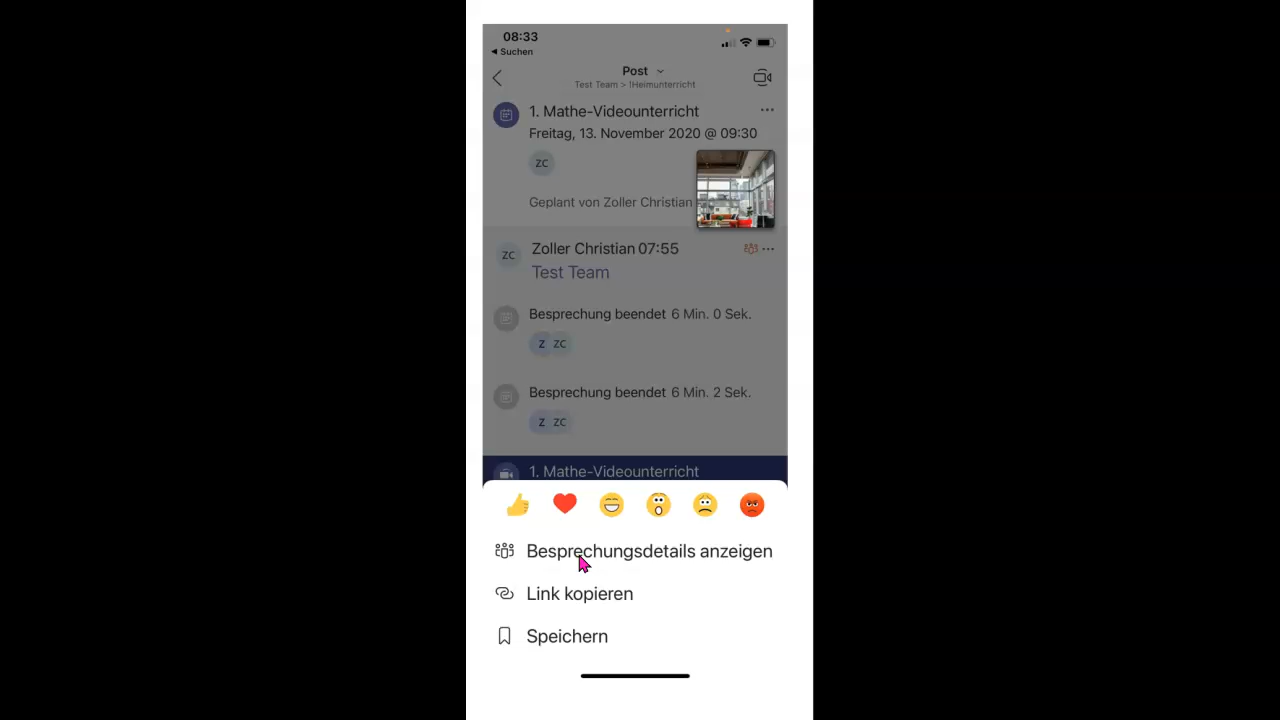 08:33
◀ Suchen
Post
Test Team > !Heimunterricht
1. Mathe-Videounterricht
Freitag, 13. November 2020 @ 09:30
ZC
Geplant von Zoller Christian
ZC
Zoller Christian 07:55
Test Team
Besprechung beendet 6 Min. 0 Sek.
Z ZC
Besprechung beendet 6 Min. 2 Sek.
Z ZC
1. Mathe-Videounterricht
Besprechungsdetails anzeigen
Link kopieren
Speichern